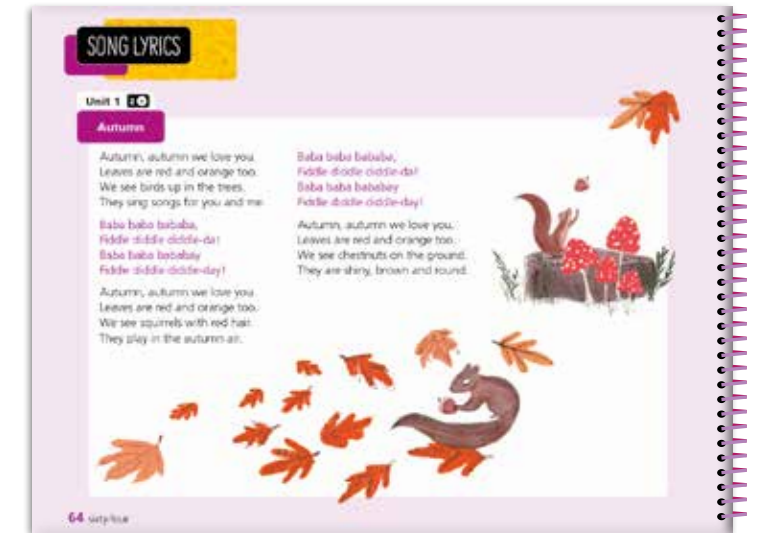 SONG LYRICS
Unit 1
Autumn
Autumn, autumn we love you.
Leaves are red and orange too.
We see birds up in the trees.
They sing songs for you and me.
Baba baba bababa,
Fiddle diddle diddle-da!
Baba baba bababay
Fiddle diddle diddle-day!
Autumn, autumn we love you.
Leaves are red and orange too.
We see squirrels with red hair.
They play in the autumn air.
Baba baba bababa,
Fiddle diddle diddle-da!
Baba baba bababay
Fiddle diddle diddle-day!
Autumn, autumn we love you.
Leaves are red and orange too.
We see chestnuts on the ground.
They are shiny, brown and round.
64 sixty-four